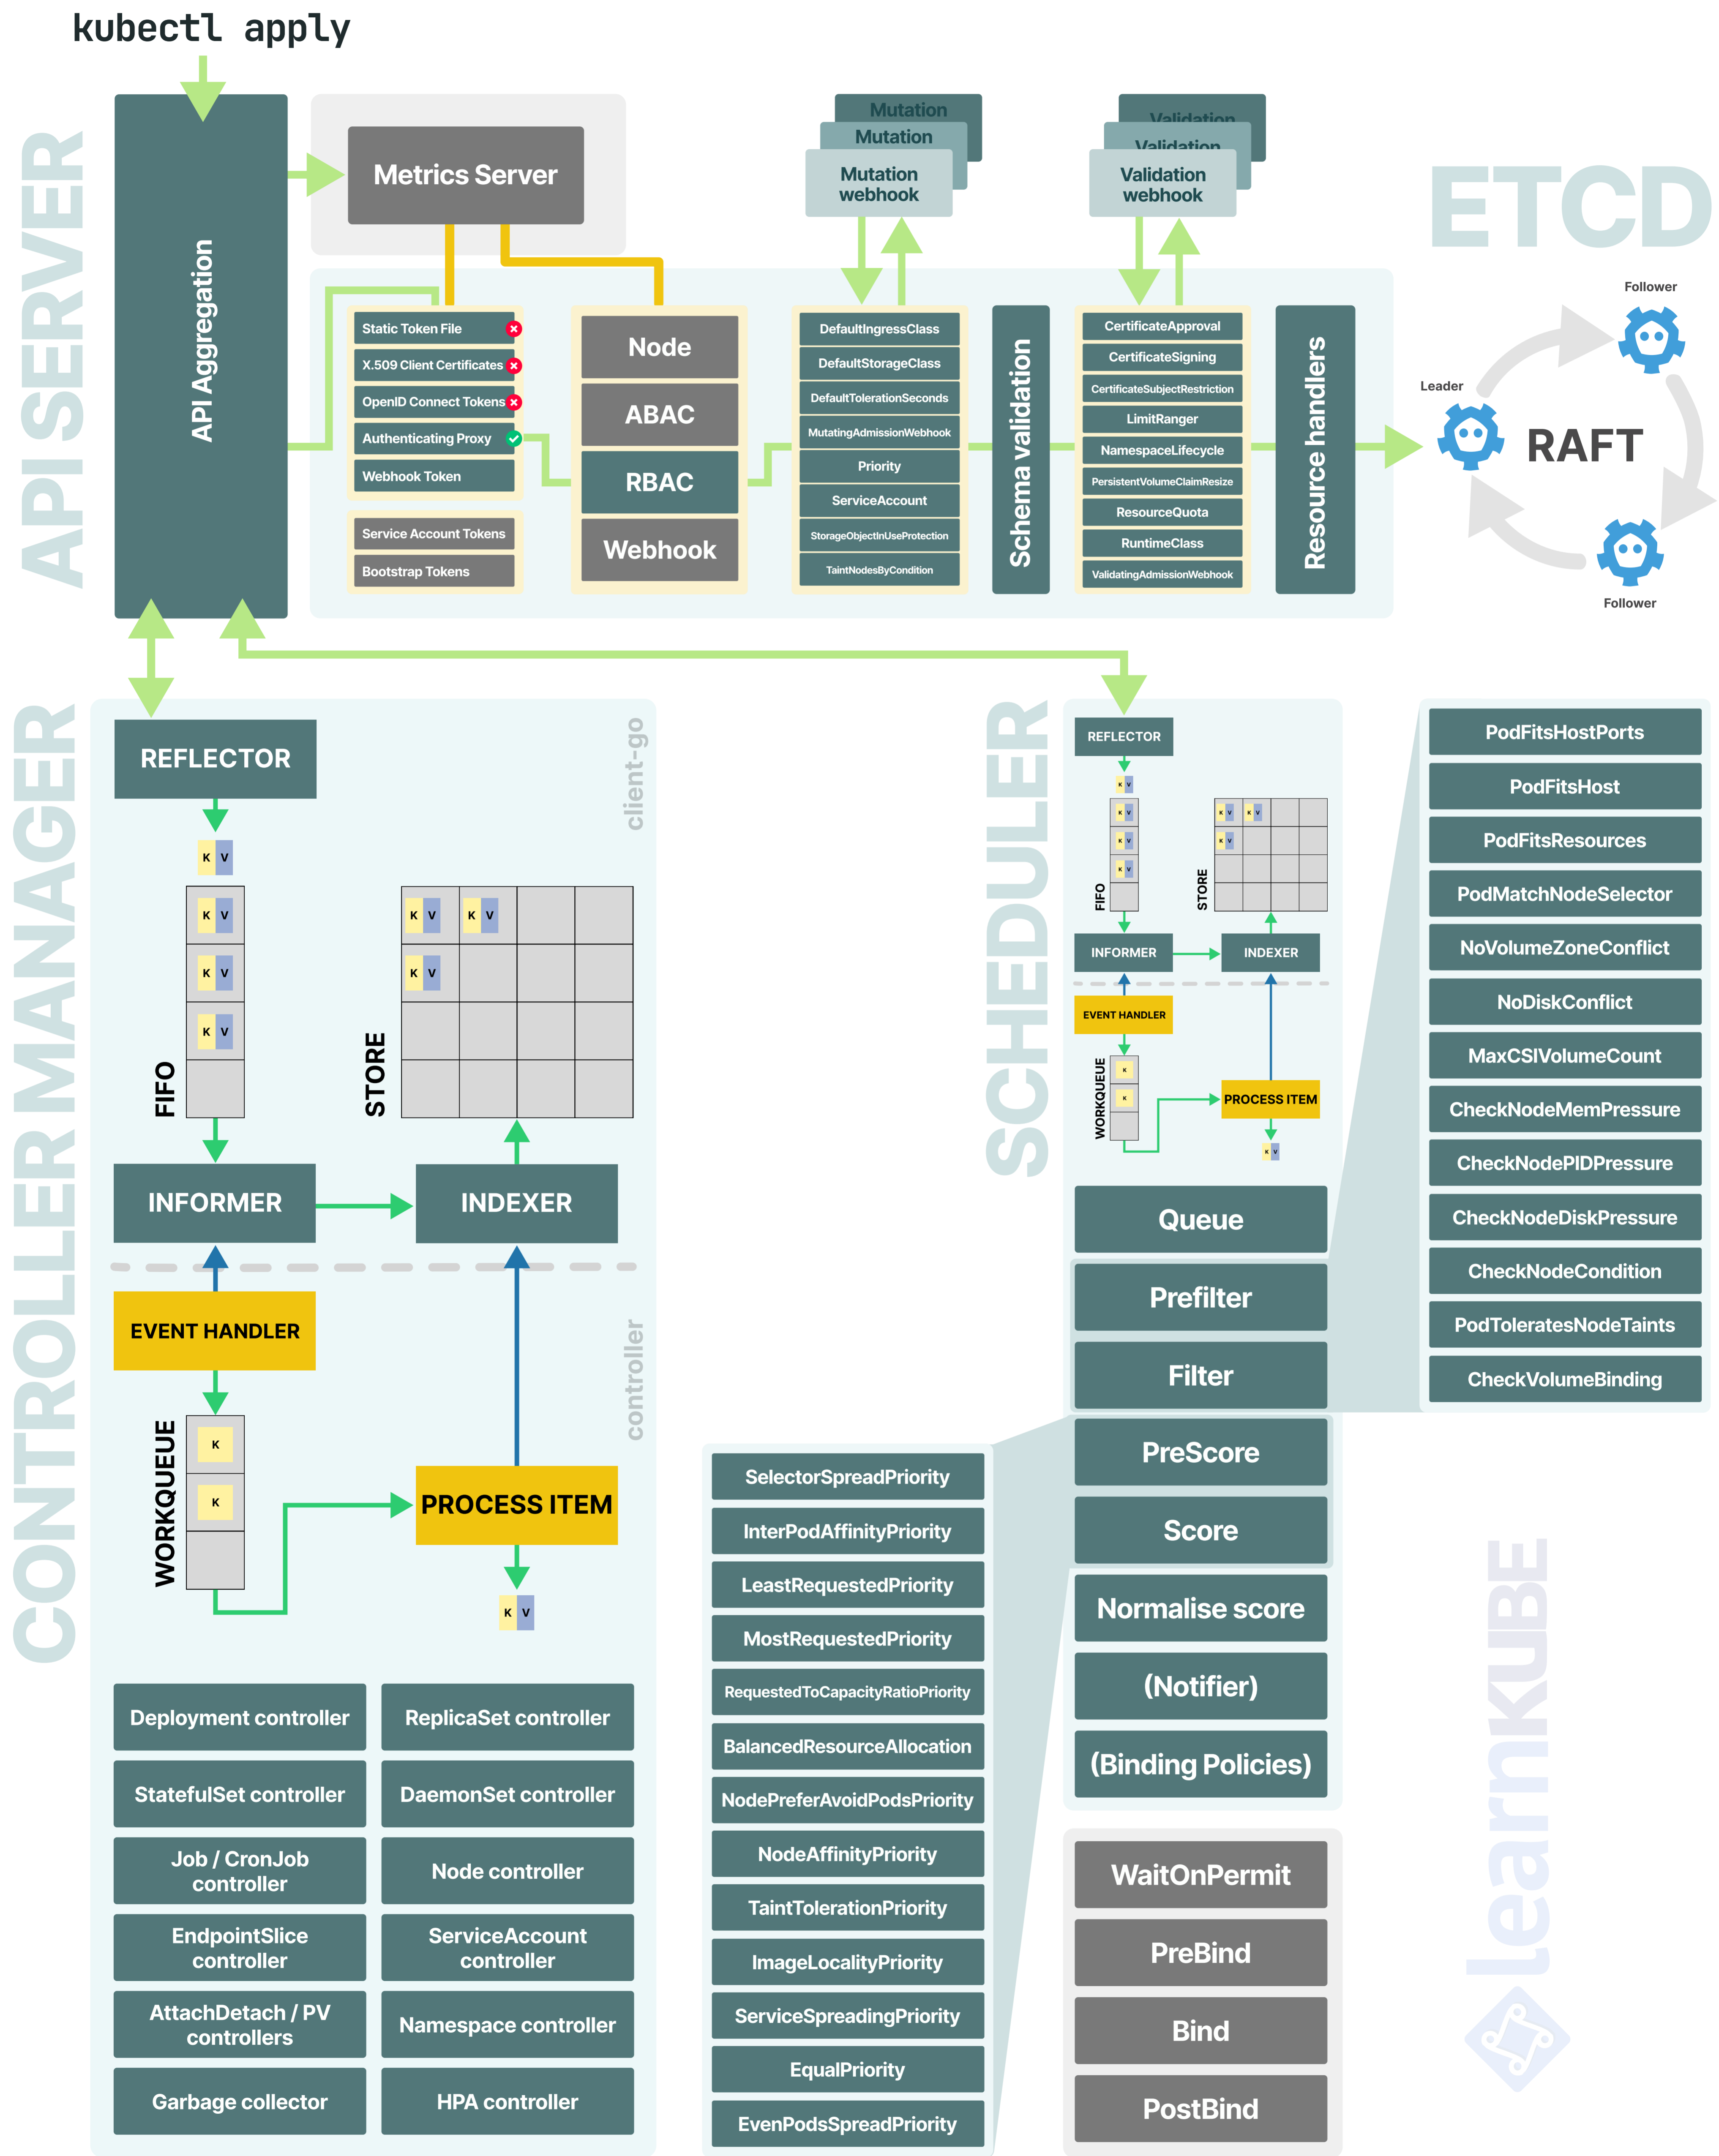 kubectl apply
API SERVER
API Aggregation
Metrics Server
Static Token File
X.509 Client Certificates
OpenID Connect Tokens
Authenticating Proxy
Webhook Token
Service Account Tokens
Bootstrap Tokens
Node
ABAC
RBAC
Webhook
Mutation
Mutation
Mutation
webhook
DefaultIngressClass
DefaultStorageClass
DefaultTolerationSeconds
MutatingAdmissionWebhook
Priority
ServiceAccount
StorageObjectInUseProtection
TaintNodesByCondition
Schema validation
Validation
Validation
Validation
webhook
CertificateApproval
CertificateSigning
CertificateSubjectRestriction
LimitRanger
NamespaceLifecycle
PersistentVolumeClaimResize
ResourceQuota
RuntimeClass
ValidatingAdmissionWebhook
Resource handlers
ETCD
Follower
Leader
RAFT
Follower
CONTROLLER MANAGER
client-go
REFLECTOR
K V
K V
K V
K V
FIFO
K V
K V
K V
STORE
INFORMER
INDEXER
controller
EVENT HANDLER
WORKQUEUE
K
K
PROCESS ITEM
K V
Deployment controller
ReplicaSet controller
StatefulSet controller
DaemonSet controller
Job / CronJob
controller
Node controller
EndpointSlice
controller
ServiceAccount
controller
AttachDetach / PV
controllers
Namespace controller
Garbage collector
HPA controller
SCHEDULER
REFLECTOR
K V
K V
K V
K V
FIFO
K V
K V
K V
STORE
INFORMER
INDEXER
EVENT HANDLER
WORKQUEUE
K
K
PROCESS ITEM
K V
Queue
Prefilter
Filter
PreScore
Score
Normalise score
(Notifier)
(Binding Policies)
WaitOnPermit
PreBind
Bind
PostBind
PodFitsHostPorts
PodFitsHost
PodFitsResources
PodMatchNodeSelector
NoVolumeZoneConflict
NoDiskConflict
MaxCSIVolumeCount
CheckNodeMemPressure
CheckNodePIDPressure
CheckNodeDiskPressure
CheckNodeCondition
PodToleratesNodeTaints
CheckVolumeBinding
SelectorSpreadPriority
InterPodAffinityPriority
LeastRequestedPriority
MostRequestedPriority
RequestedToCapacityRatioPriority
BalancedResourceAllocation
NodePreferAvoidPodsPriority
NodeAffinityPriority
TaintTolerationPriority
ImageLocalityPriority
ServiceSpreadingPriority
EqualPriority
EvenPodsSpreadPriority
learnKUBE